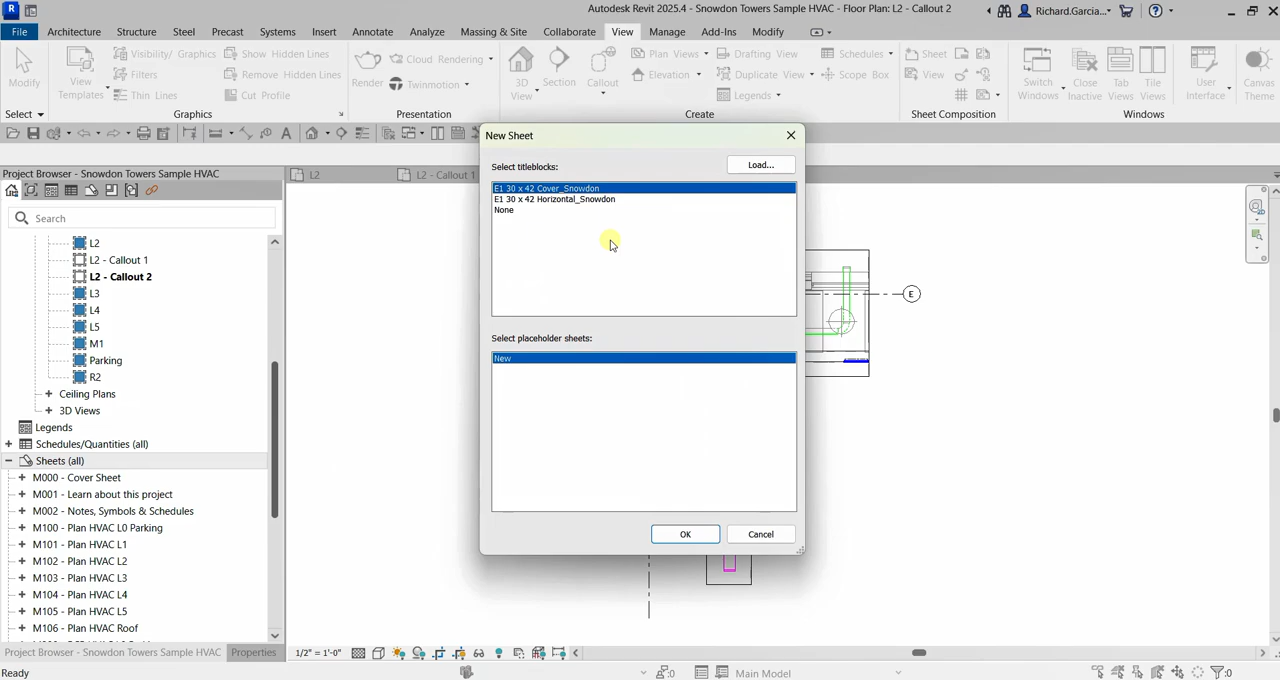 R
Autodesk Revit 2025.4 - Snowdon Towers Sample HVAC - Floor Plan: L2 - Callout 2
Richard.Garcia...
File Architecture Structure Steel Precast Systems Insert Annotate Analyze Massing & Site Collaborate View Manage Add-Ins Modify
Modify
View Templates
Visibility/ Graphics
Filters
Thin Lines
Show Hidden Lines
Remove Hidden Lines
Cut Profile
Render
Cloud Rendering
Twinmotion
3D View
Section
Callout
Plan Views
Elevation
Drafting View
Duplicate View
Legends
Schedules
Scope Box
Sheet
View
Switch Windows
Close Inactive
Tab Views
Tile Views
User Interface
Canvas Theme
Select Graphics Presentation Create Sheet Composition Windows
Project Browser - Snowdon Towers Sample HVAC
L2
L2 - Callout 1
Search
L2
L2 - Callout 1
L2 - Callout 2
L3
L4
L5
M1
Parking
R2
Ceiling Plans
3D Views
Legends
Schedules/Quantities (all)
Sheets (all)
M000 - Cover Sheet
M001 - Learn about this project
M002 - Notes, Symbols & Schedules
M100 - Plan HVAC L0 Parking
M101 - Plan HVAC L1
M102 - Plan HVAC L2
M103 - Plan HVAC L3
M104 - Plan HVAC L4
M105 - Plan HVAC L5
M106 - Plan HVAC Roof
New Sheet
Select titleblocks:
Load...
E1 30 x 42 Cover_Snowdon
E1 30 x 42 Horizontal_Snowdon
None
Select placeholder sheets:
New
OK Cancel
E
Project Browser - Snowdon Towers Sample HVAC Properties
1/2" = 1'-0"
Ready
:0
Main Model
:0